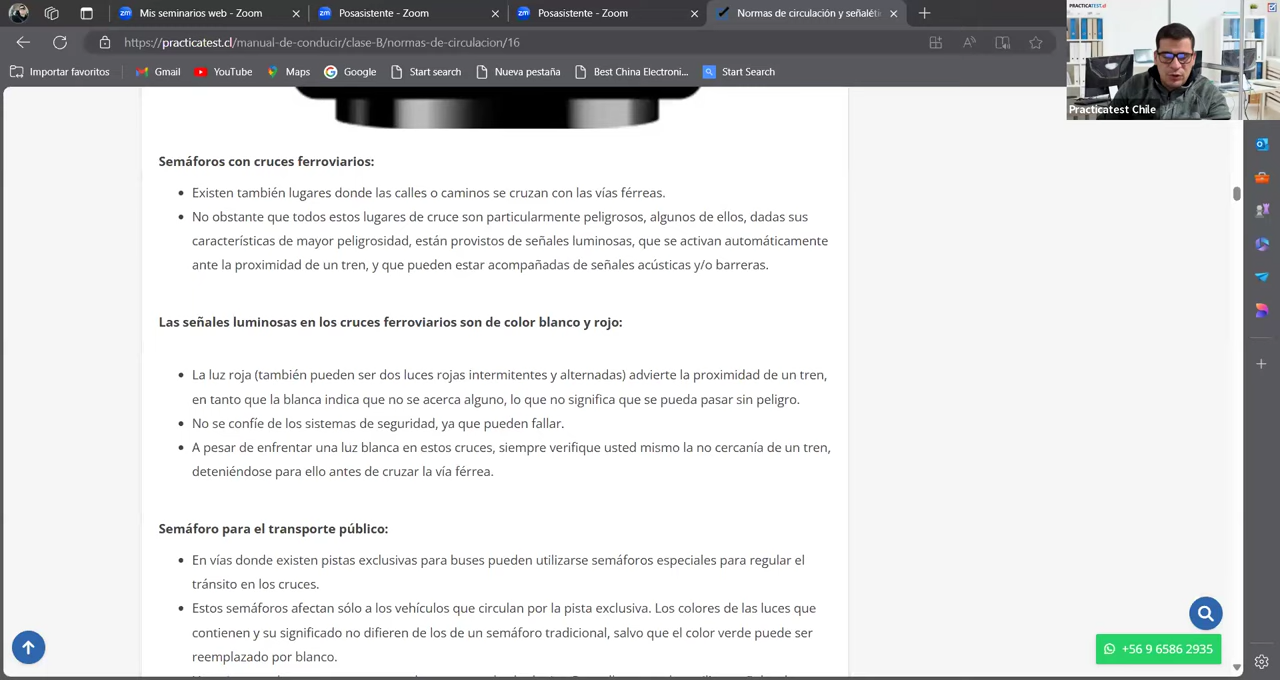 Mis seminarios web - Zoom
Posasistente - Zoom
Posasistente - Zoom
Normas de circulación y señaléti
https://practicatest.cl/manual-de-conducir/clase-B/normas-de-circulacion/16
Importar favoritos
Gmail
YouTube
Maps
Google
Start search
Nueva pestaña
Best China Electroni...
Start Search
PRACTICATEST.cl
Practicatest Chile
Semáforos con cruces ferroviarios:
Existen también lugares donde las calles o caminos se cruzan con las vías férreas.
No obstante que todos estos lugares de cruce son particularmente peligrosos, algunos de ellos, dadas sus
características de mayor peligrosidad, están provistos de señales luminosas, que se activan automáticamente
ante la proximidad de un tren, y que pueden estar acompañadas de señales acústicas y/o barreras.
Las señales luminosas en los cruces ferroviarios son de color blanco y rojo:
La luz roja (también pueden ser dos luces rojas intermitentes y alternadas) advierte la proximidad de un tren,
en tanto que la blanca indica que no se acerca alguno, lo que no significa que se pueda pasar sin peligro.
No se confíe de los sistemas de seguridad, ya que pueden fallar.
A pesar de enfrentar una luz blanca en estos cruces, siempre verifique usted mismo la no cercanía de un tren,
deteniéndose para ello antes de cruzar la vía férrea.
Semáforo para el transporte público:
En vías donde existen pistas exclusivas para buses pueden utilizarse semáforos especiales para regular el
tránsito en los cruces.
Estos semáforos afectan sólo a los vehículos que circulan por la pista exclusiva. Los colores de las luces que
contienen y su significado no difieren de los de un semáforo tradicional, salvo que el color verde puede ser
reemplazado por blanco.
+56 9 6586 2935